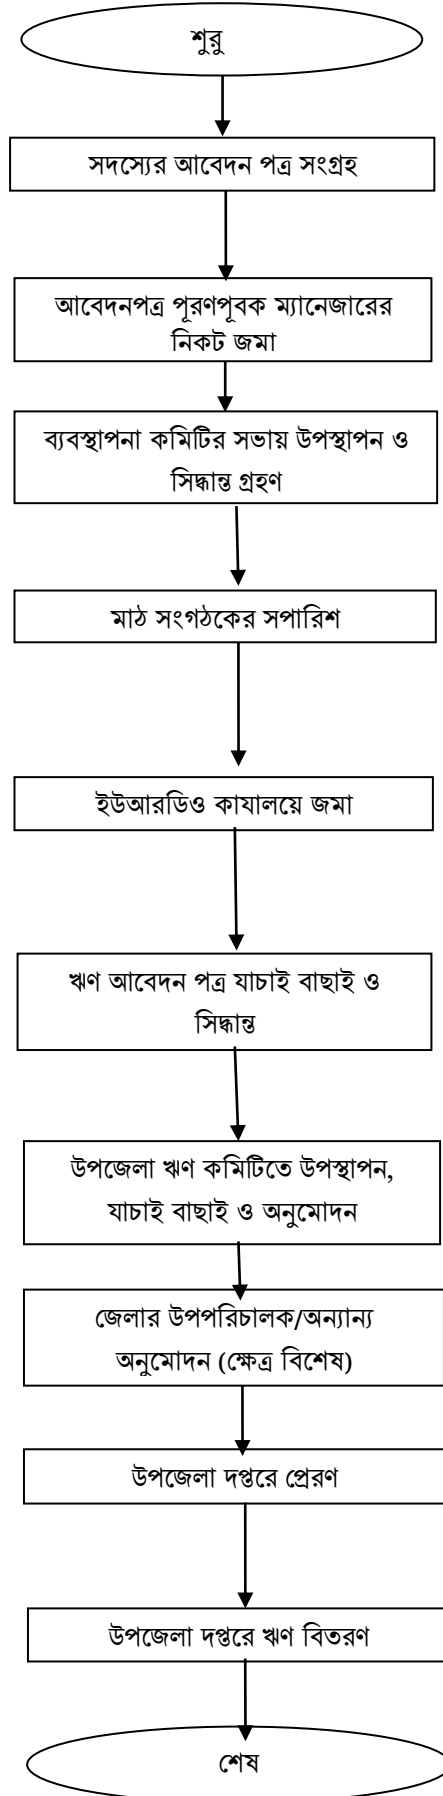 শুরু
সদস্যের আবেদন পত্র সংগ্রহ
আবেদনপত্র পূরণপূবক ম্যানেজারের
নিকট জমা
ব্যবস্থাপনা কমিটির সভায় উপস্থাপন ও
সিদ্ধান্ত গ্রহণ
মাঠ সংগঠকের সপারিশ
ইউআরডিও কাযালয়ে জমা
ঋণ আবেদন পত্র যাচাই বাছাই ও
সিদ্ধান্ত
উপজেলা ঋণ কমিটিতে উপস্থাপন,
যাচাই বাছাই ও অনুমোদন
জেলার উপপরিচালক/অন্যান্য
অনুমোদন (ক্ষেত্র বিশেষ)
উপজেলা দপ্তরে প্রেরণ
উপজেলা দপ্তরে ঋণ বিতরণ
শেষ